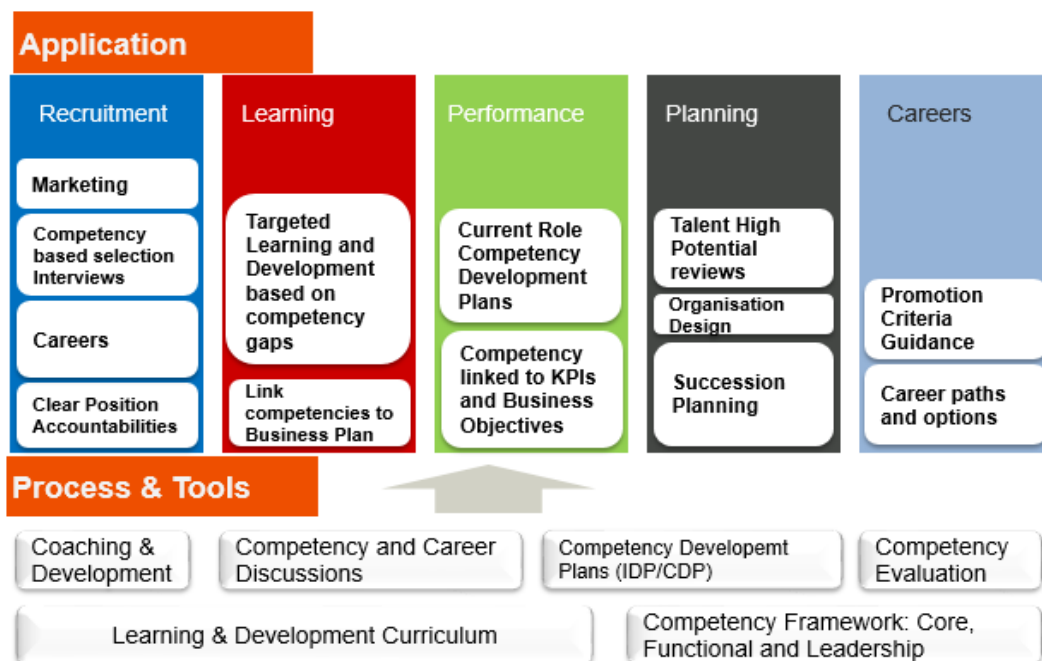 Application
Recruitment
Marketing
Competency
based selection
Interviews
Careers
Clear Position
Accountabilities
Learning
Targeted
Learning and
Development
based on
competency
gaps
Link
competencies to
Business Plan
Performance
Current Role
Competency
Development
Plans
Competency
linked to KPIs
and Business
Objectives
Planning
Talent High
Potential
reviews
Organisation
Design
Succession
Planning
Careers
Promotion
Criteria
Guidance
Career paths
and options
Process & Tools
Coaching &
Development
Competency and Career
Discussions
Competency Developemt
Plans (IDP/CDP)
Competency
Evaluation
Learning & Development Curriculum
Competency Framework: Core,
Functional and Leadership